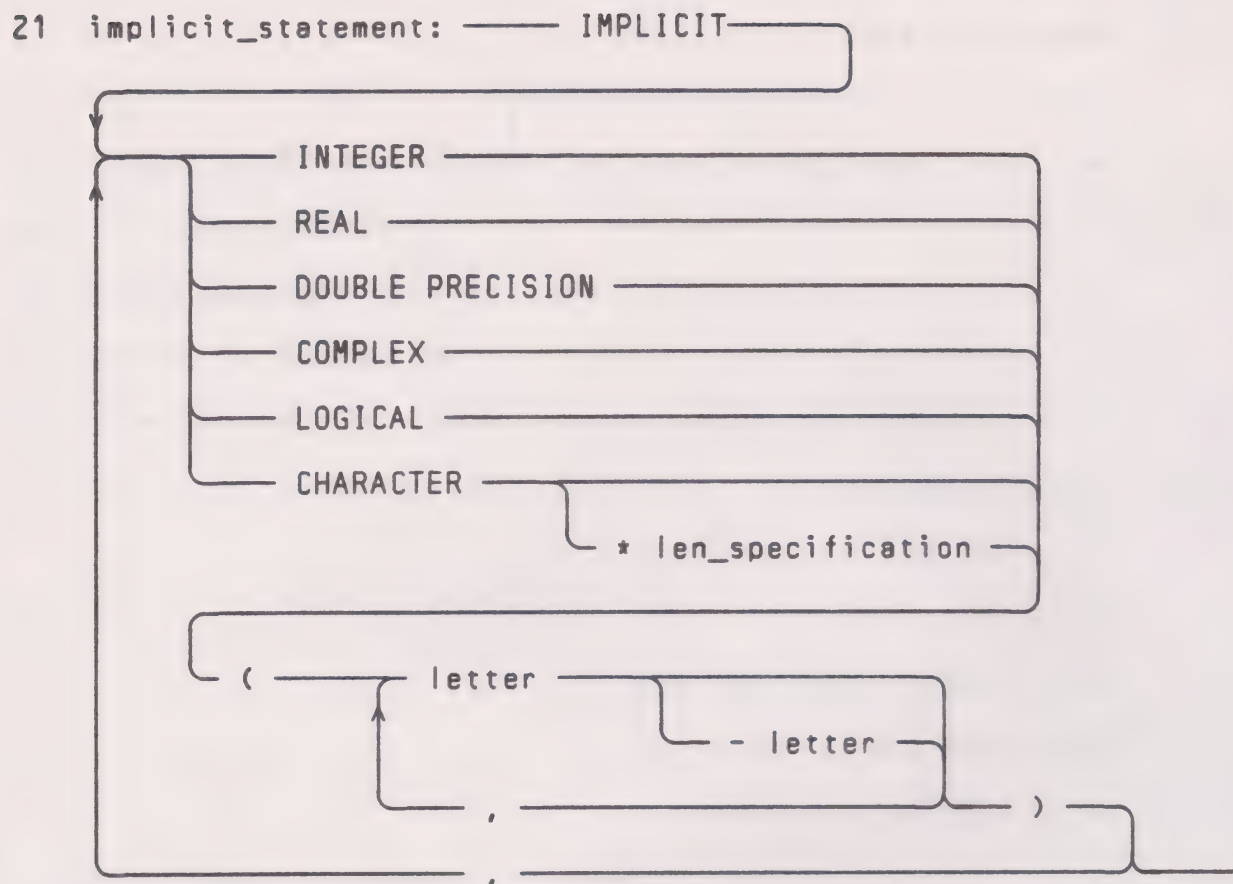 21 implicit_statement: IMPLICIT
INTEGER
REAL
DOUBLE PRECISION
COMPLEX
LOGICAL
CHARACTER
* len_specification
( letter
- letter
, )
,